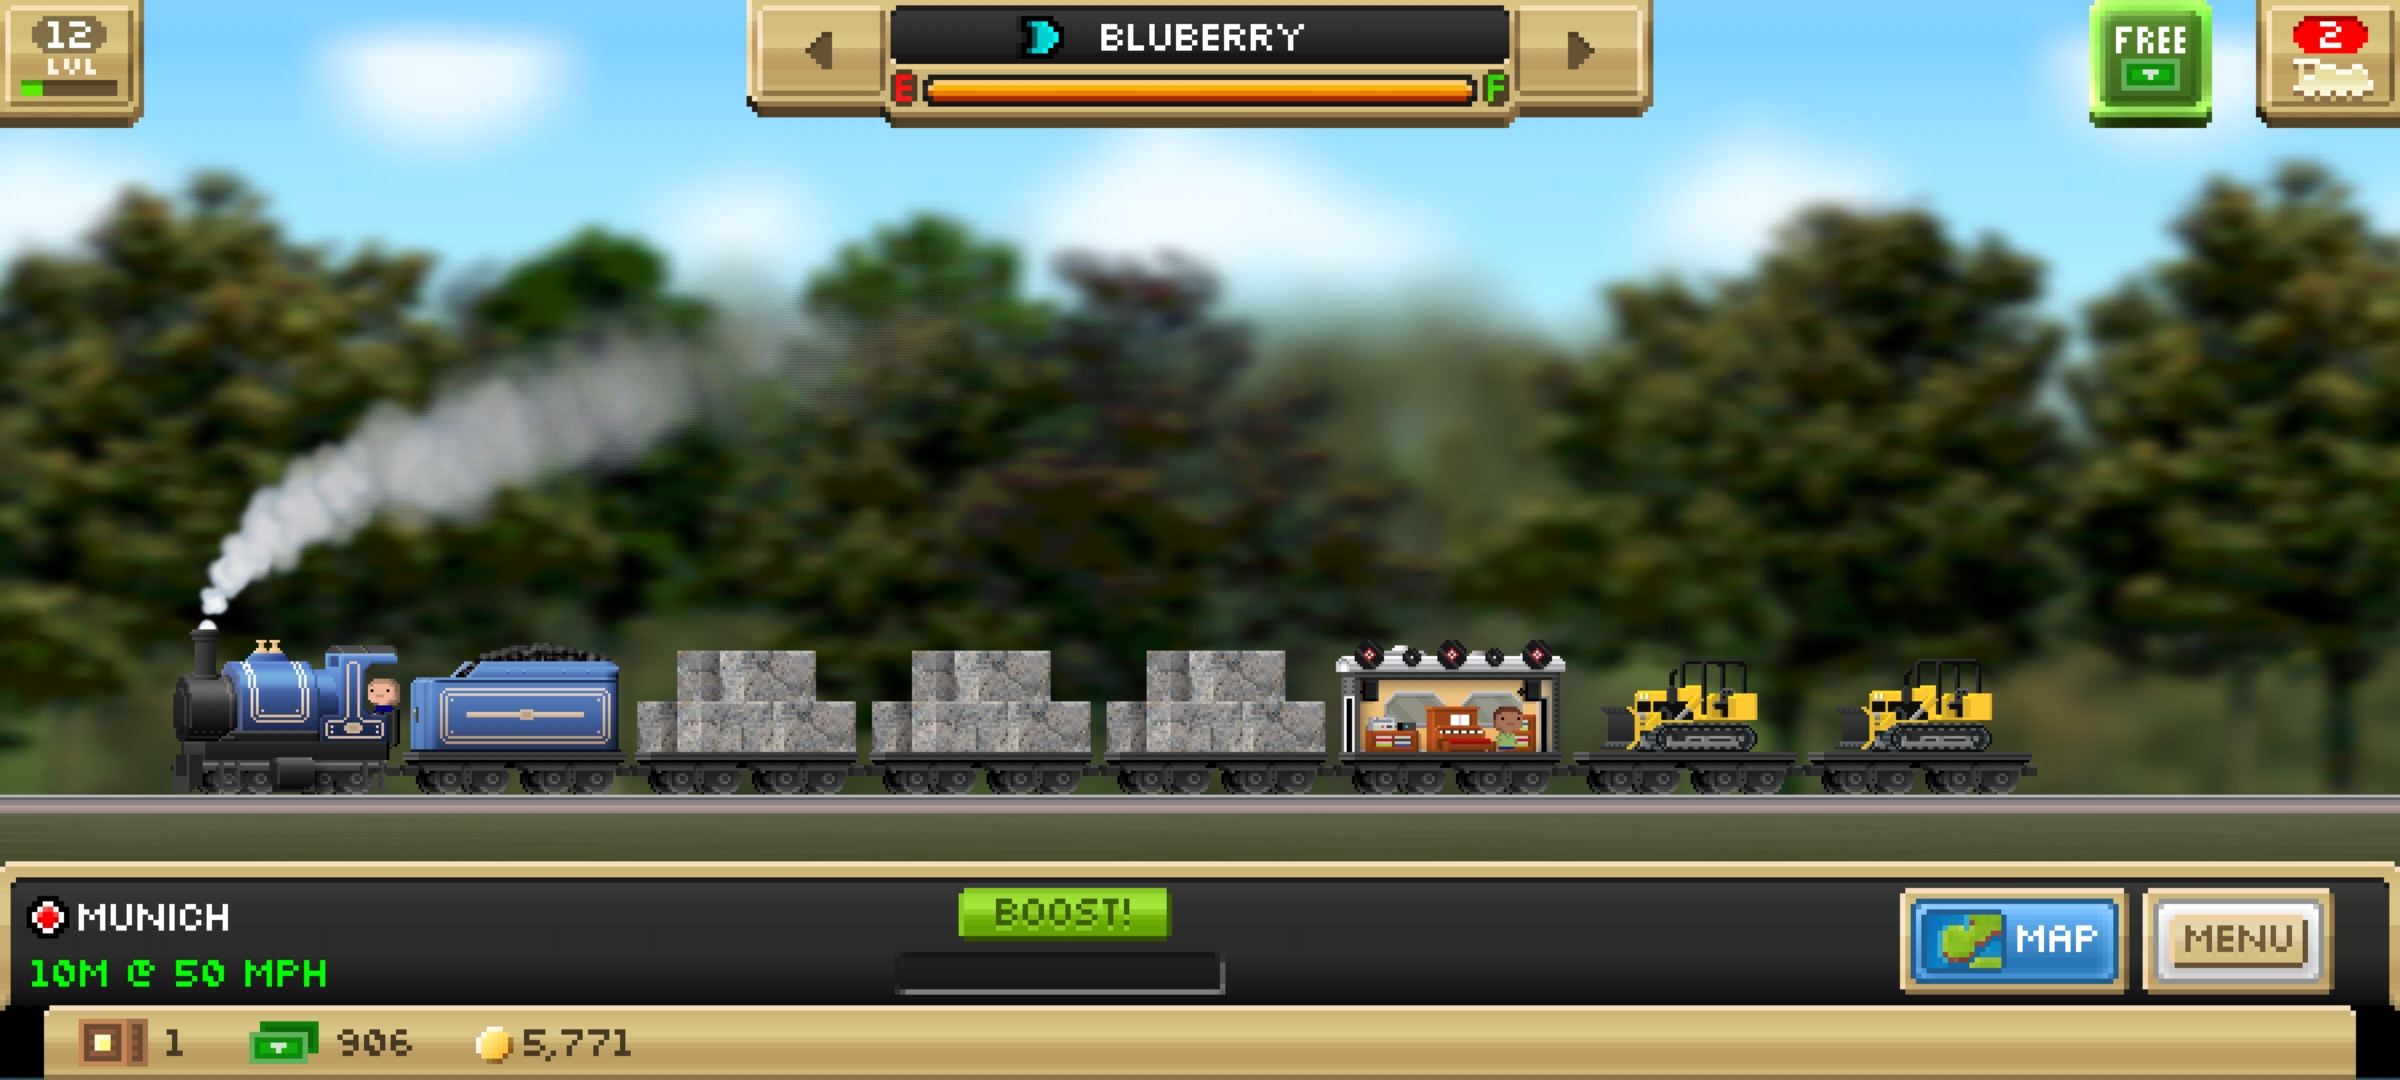 12
LVL
BLUBERRY
E F
FREE
2
MUNICH
10M @ 50 MPH
BOOST!
MAP
MENU
1 906 5,771